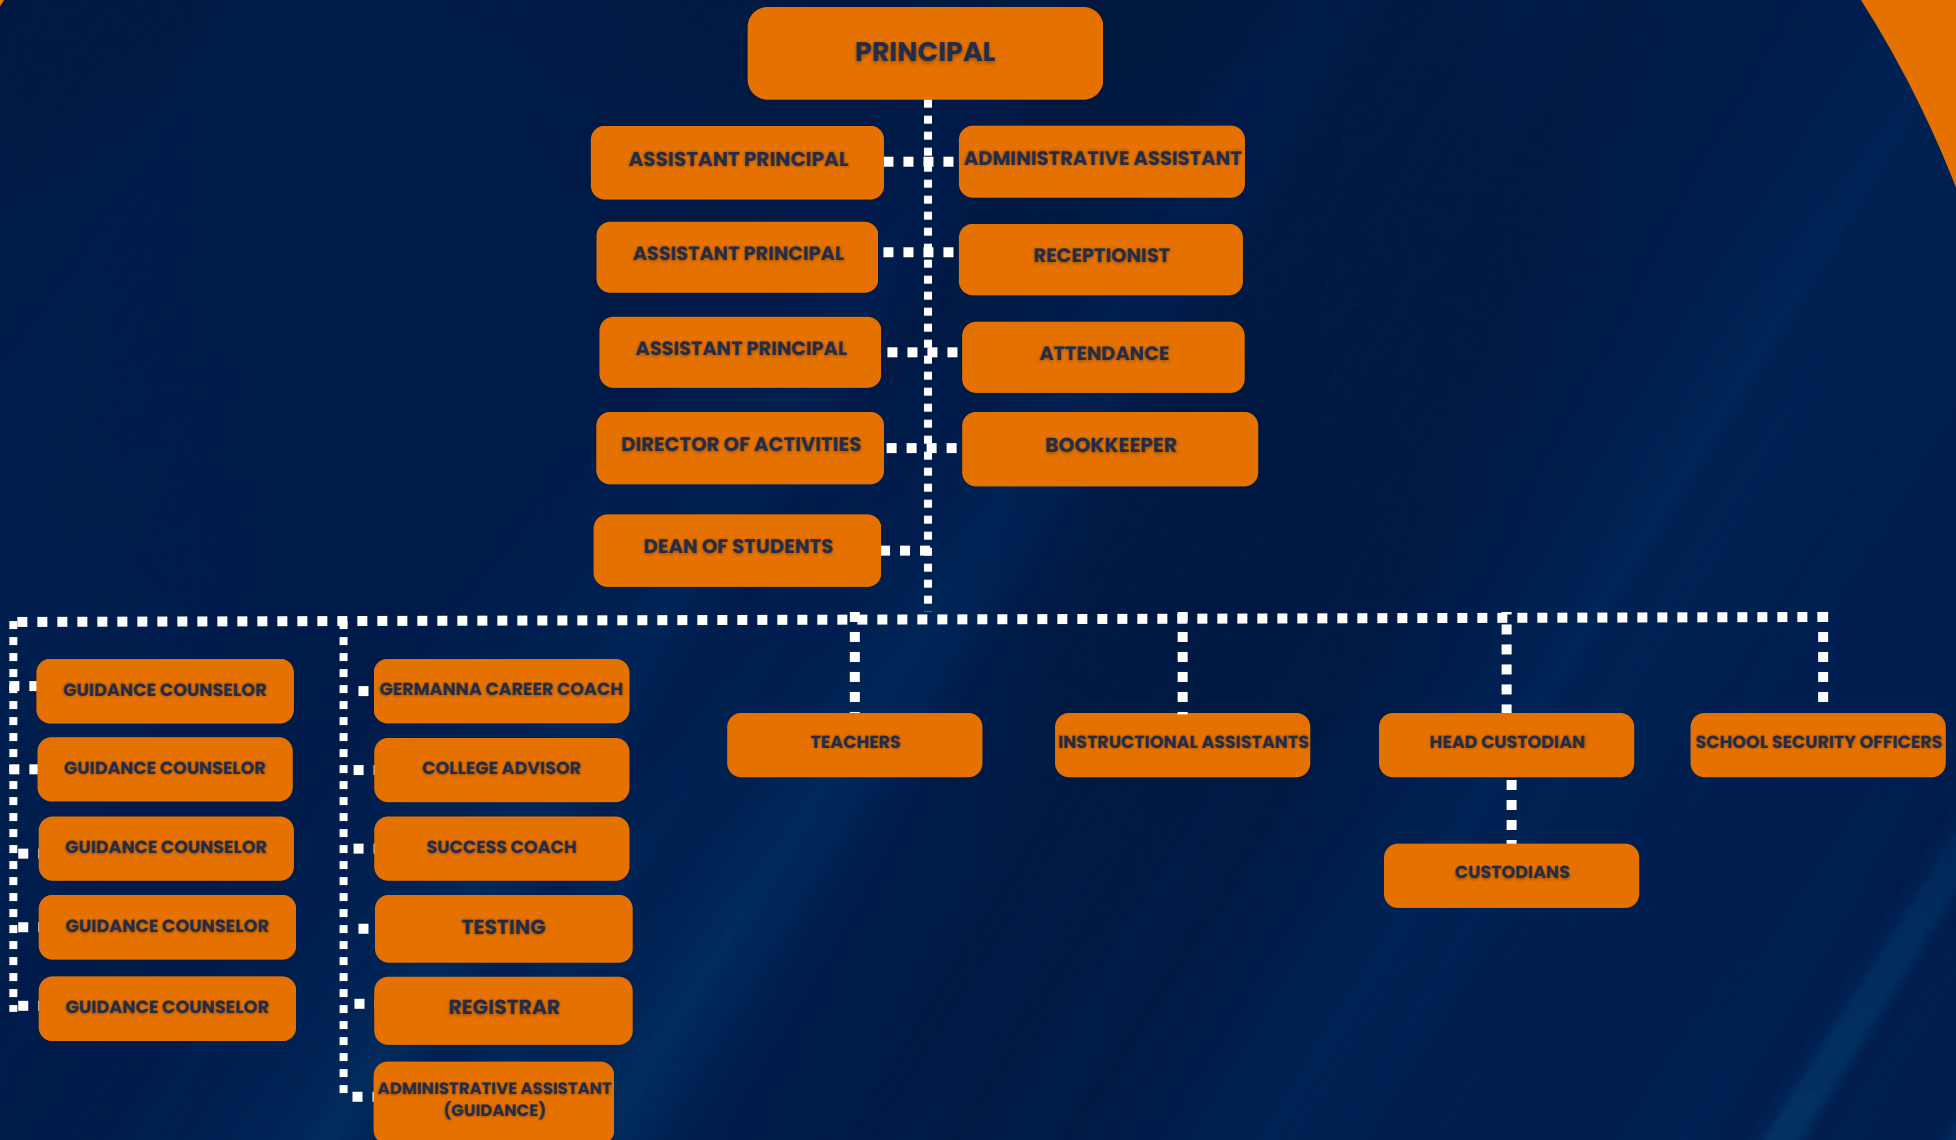 PRINCIPAL
ASSISTANT PRINCIPAL
ADMINISTRATIVE ASSISTANT
ASSISTANT PRINCIPAL
RECEPTIONIST
ASSISTANT PRINCIPAL
ATTENDANCE
DIRECTOR OF ACTIVITIES
BOOKKEEPER
DEAN OF STUDENTS
GUIDANCE COUNSELOR
GUIDANCE COUNSELOR
GUIDANCE COUNSELOR
GUIDANCE COUNSELOR
GUIDANCE COUNSELOR
GERMANNA CAREER COACH
COLLEGE ADVISOR
SUCCESS COACH
TESTING
REGISTRAR
ADMINISTRATIVE ASSISTANT
(GUIDANCE)
TEACHERS
INSTRUCTIONAL ASSISTANTS
HEAD CUSTODIAN
CUSTODIANS
SCHOOL SECURITY OFFICERS